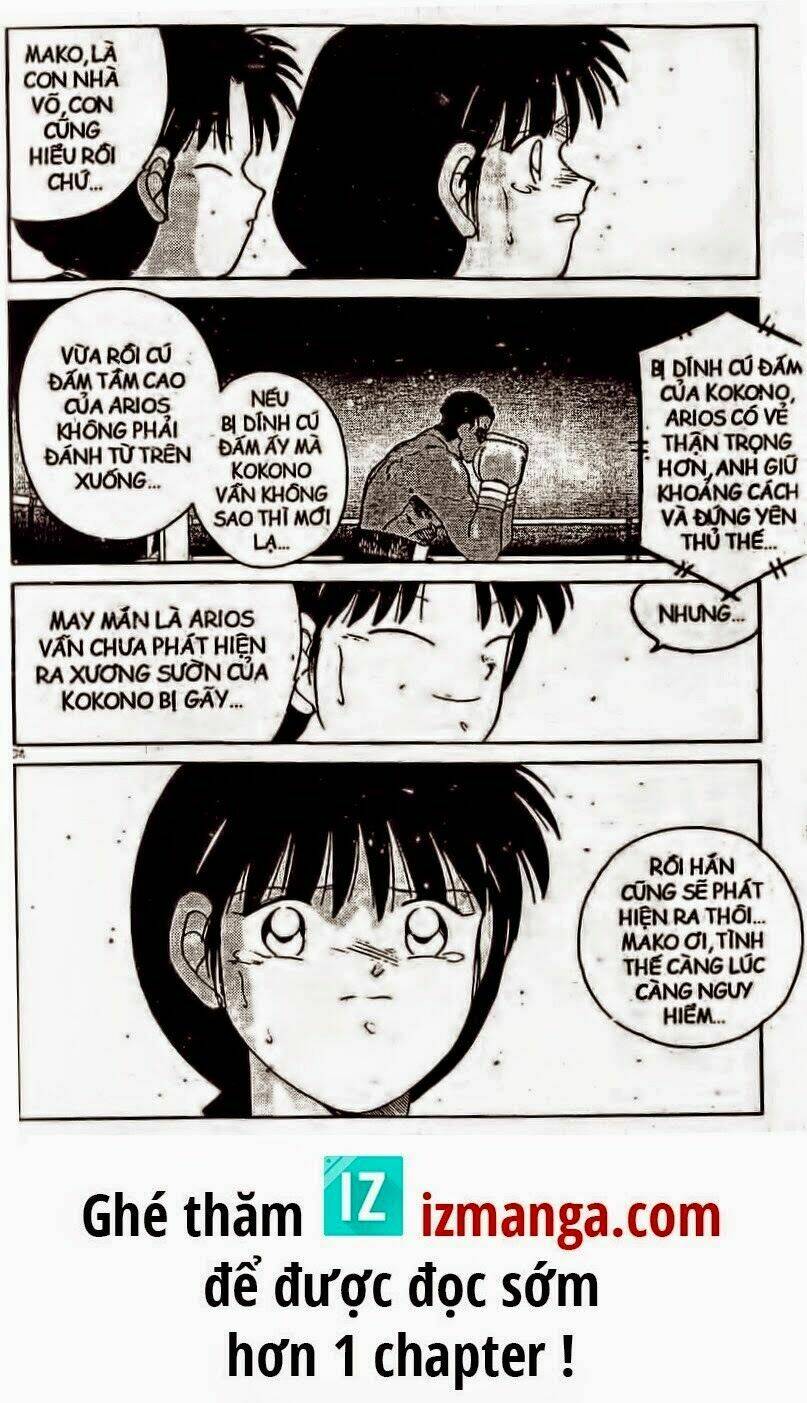 MAKO, LÀ
CON NHÀ
VÕ, CON
CŨNG
HIỂU RỒI
CHỨ...
VỪA RỒI CÚ
ĐẤM TẦM CAO
CỦA ARIOS
KHÔNG PHẢI
ĐÁNH TỪ TRÊN
XUỐNG...
NẾU
BỊ DÍNH CÚ
ĐẤM ẤY MÀ
KOKONO
VẪN KHÔNG
SAO THÌ MỚI
LẠ...
BỊ DÍNH CÚ ĐẤM
CỦA KOKONO,
ARIOS CÓ VẺ
THẬN TRỌNG
HƠN, ANH GIỮ
KHOẢNG CÁCH
VÀ ĐỨNG YÊN
THỦ THẾ...
MAY MẮN LÀ ARIOS
VẪN CHƯA PHÁT HIỆN
RA XƯƠNG SƯỜN CỦA
KOKONO BỊ GÃY...
NHƯNG...
RỒI HẮN
CŨNG SẼ PHÁT
HIỆN RA THÔI...
MAKO ƠI, TÌNH
THẾ CÀNG LÚC
CÀNG NGUY
HIỂM...
Ghé thăm IZ izmanga.com
để được đọc sớm
hơn 1 chapter !